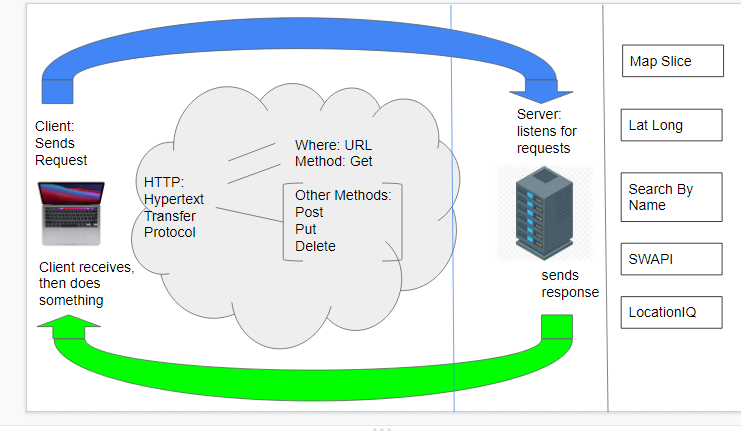 Client:
Sends
Request
HTTP:
Hypertext
Transfer
Protocol
Where: URL
Method: Get
Other Methods:
Post
Put
Delete
Server:
listens for
requests
sends
response
Client receives,
then does
something
Map Slice
Lat Long
Search By
Name
SWAPI
LocationIQ